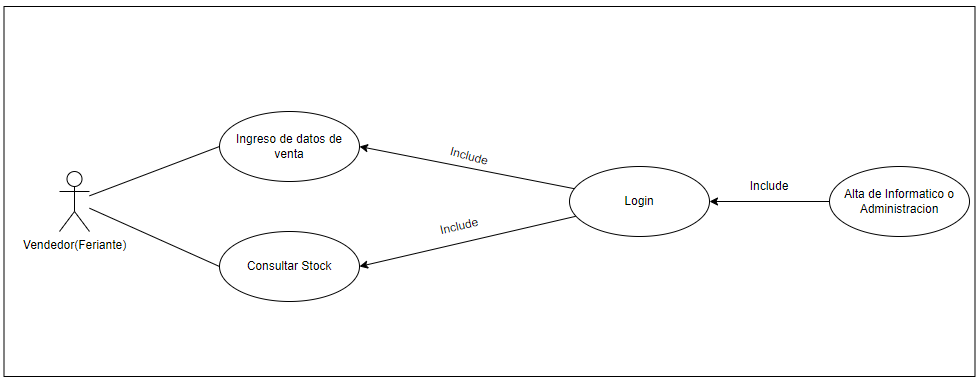 Ingreso de datos de
venta
Include
Vendedor(Feriante)
Consultar Stock
Include
Login
Include
Alta de Informatico o
Administracion